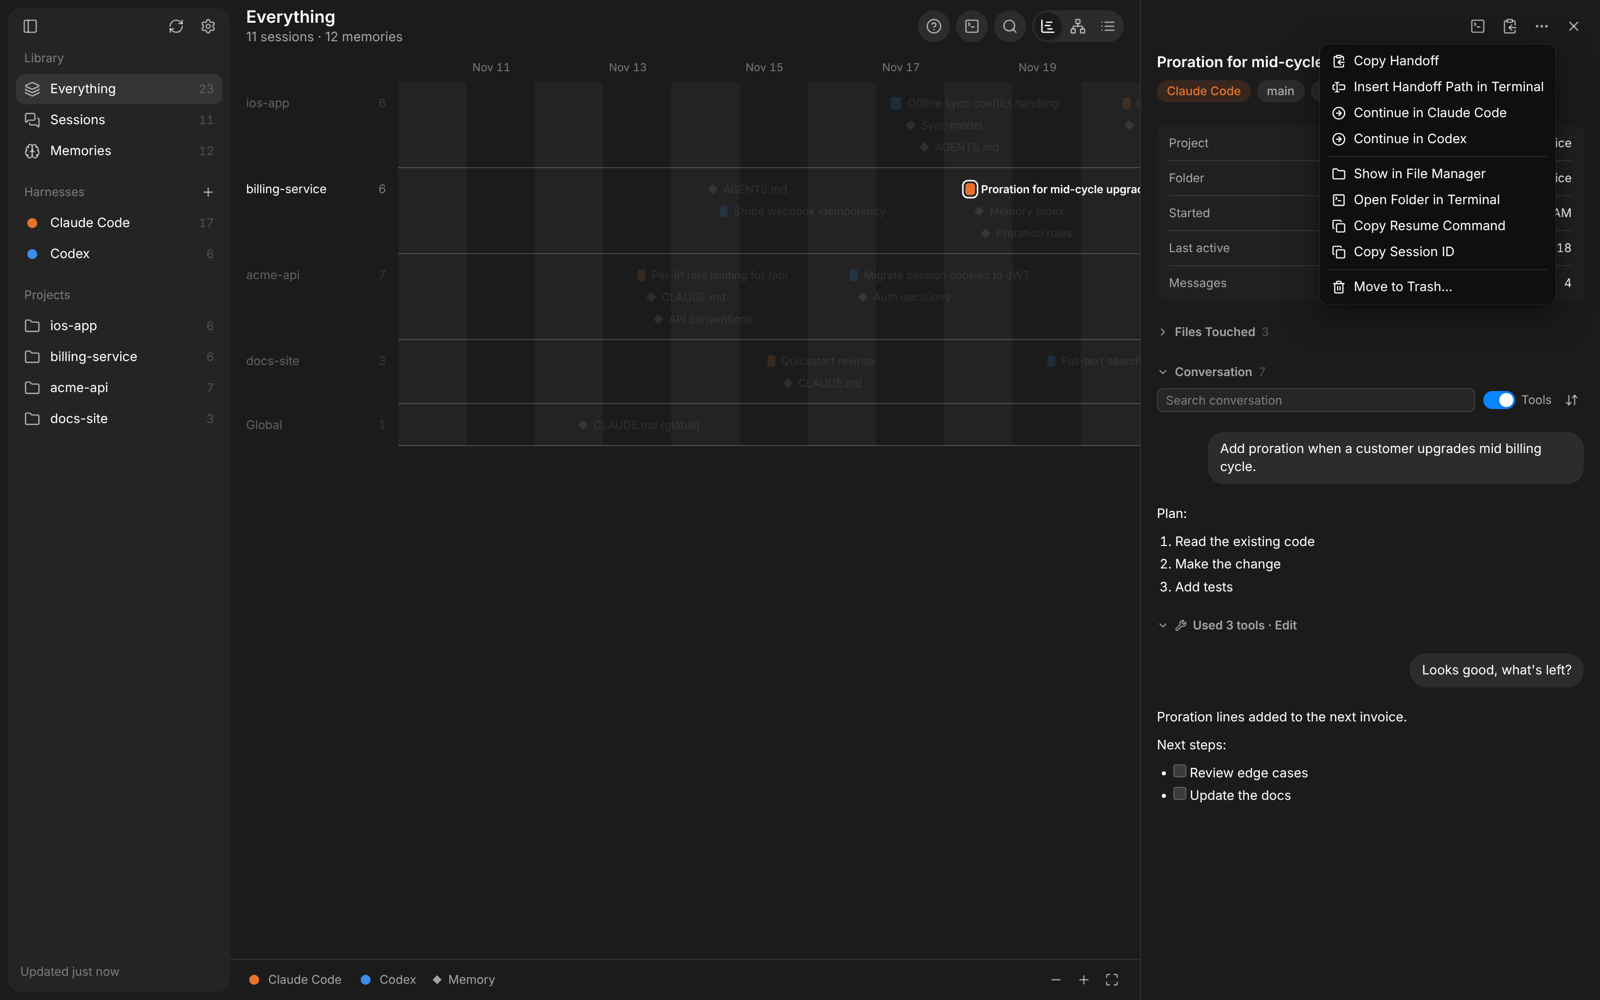 Library
Everything 23
Sessions 11
Memories 12
Harnesses
Claude Code 17
Codex 6
Projects
ios-app 6
billing-service 6
acme-api 7
docs-site 3
Updated just now
Everything
11 sessions · 12 memories
Nov 11 Nov 13 Nov 15 Nov 17 Nov 19
ios-app 6
Offline sync conflict handling
Sync model
AGENTS.md
billing-service 6
AGENTS.md
Proration for mid-cycle upgrad
Stripe webhook idempotency
Memory Index
Proration rules
acme-api 7
Per-IP rate limiting for /api
Migrate session cookies to JWT
CLAUDE.md
Auth decisions
API conventions
docs-site 3
Quickstart rewrite
Full-text search
CLAUDE.md
Global 1
CLAUDE.md (global)
Claude Code Codex Memory
Proration for mid-cycle
Claude Code main
Project ice
Folder ice
Started AM
Last active 18
Messages 4
Copy Handoff
Insert Handoff Path in Terminal
Continue in Claude Code
Continue in Codex
Show in File Manager
Open Folder in Terminal
Copy Resume Command
Copy Session ID
Move to Trash...
Files Touched 3
Conversation 7
Search conversation
Tools
Add proration when a customer upgrades mid billing
cycle.
Plan:
1. Read the existing code
2. Make the change
3. Add tests
Used 3 tools · Edit
Looks good, what's left?
Proration lines added to the next invoice.
Next steps:
• Review edge cases
• Update the docs